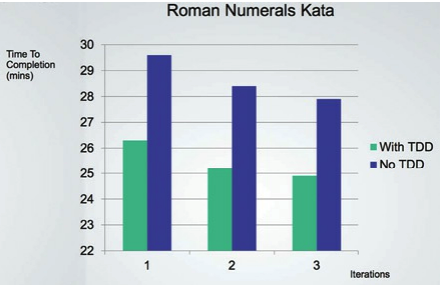 Roman Numerals Kata
Time To
Completion
(mins)
30
29
28
27
26
25
24
23
22
With TDD
No TDD
1
2
3
Iterations